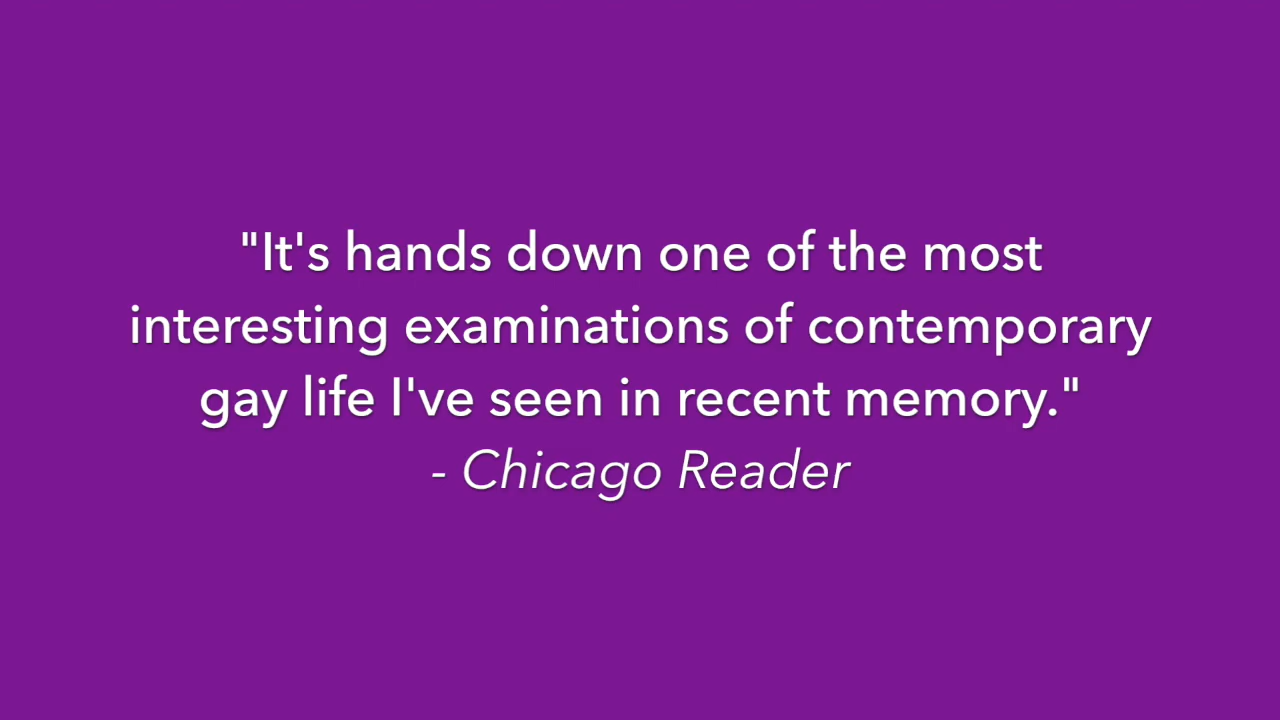 "It's hands down one of the most
interesting examinations of contemporary
gay life I've seen in recent memory."
- Chicago Reader